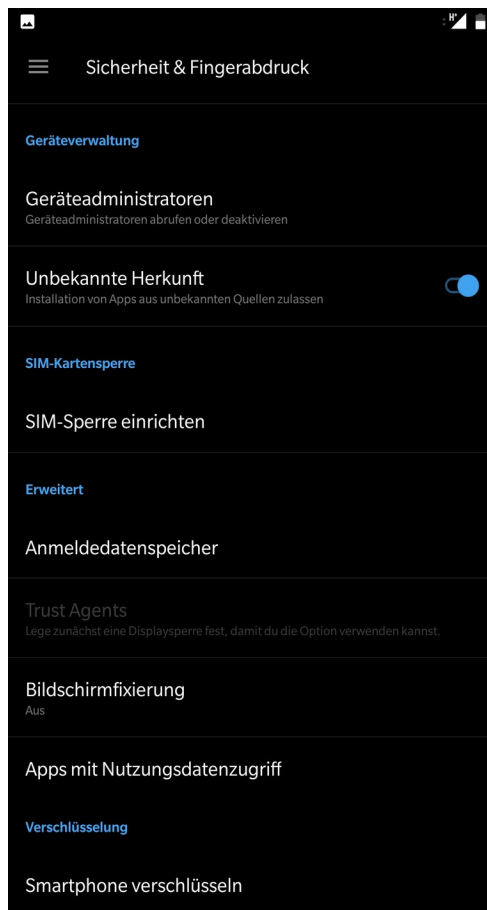 H+
Sicherheit & Fingerabdruck
Geräteverwaltung
Geräteadministratoren
Geräteadministratoren abrufen oder deaktivieren
Unbekannte Herkunft
Installation von Apps aus unbekannten Quellen zulassen
SIM-Kartensperre
SIM-Sperre einrichten
Erweitert
Anmeldedatenspeicher
Trust Agents
Lege zunächst eine Displaysperre fest, damit du die Option verwenden kannst.
Bildschirmfixierung
Aus
Apps mit Nutzungsdatenzugriff
Verschlüsselung
Smartphone verschlüsseln